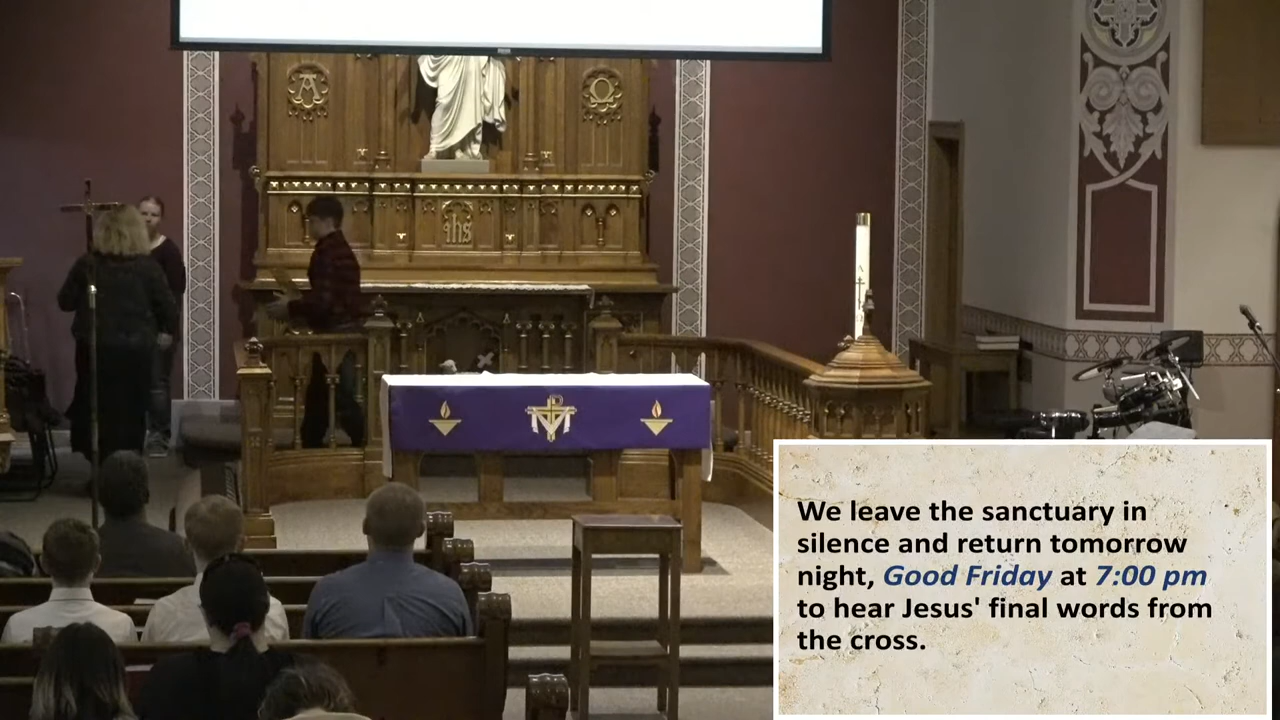 A
Ω
ihs
We leave the sanctuary in
silence and return tomorrow
night, Good Friday at 7:00 pm
to hear Jesus' final words from
the cross.